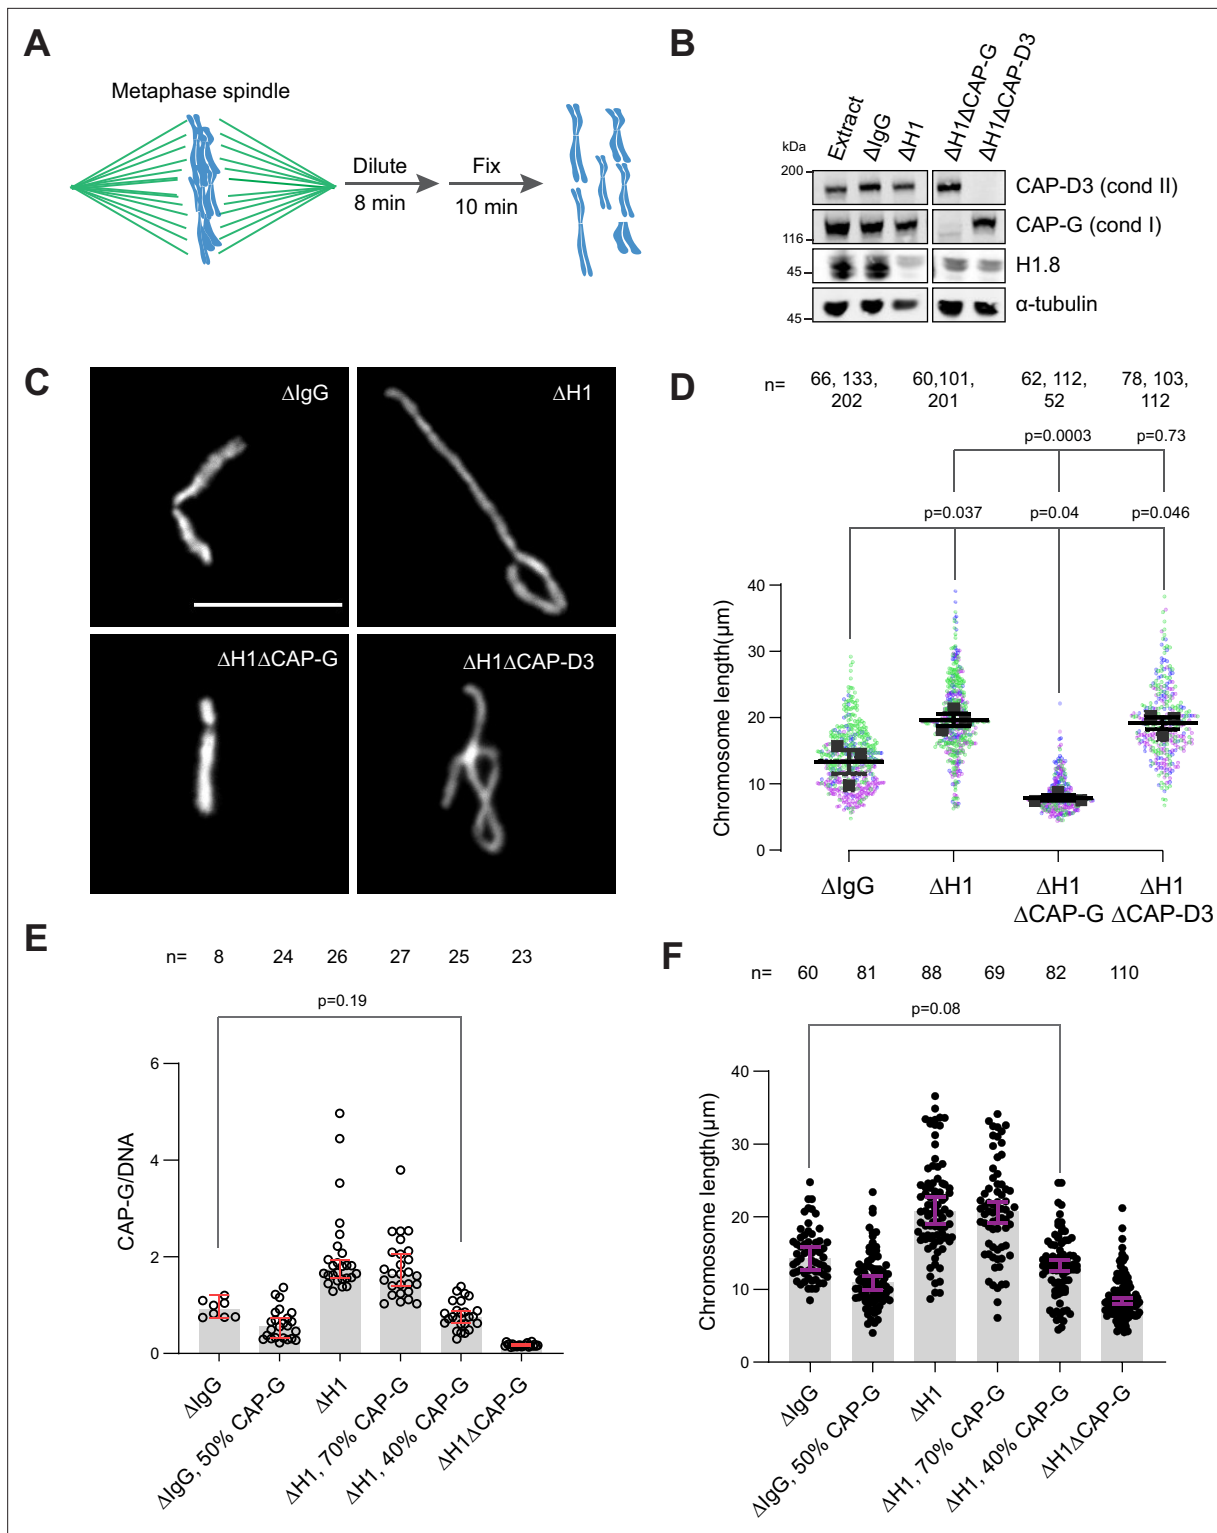 A
Metaphase spindle
Dilute
8 min
Fix
10 min
B
Extract
ΔIgG
ΔH1
ΔH1ΔCAP-G
ΔH1ΔCAP-D3
kDa
200
116
45
45
CAP-D3 (cond II)
CAP-G (cond I)
H1.8
α-tubulin
C
ΔIgG
ΔH1
ΔH1ΔCAP-G
ΔH1ΔCAP-D3
D
n= 66, 133, 202 60,101, 201 62, 112, 52 78, 103, 112
p=0.0003 p=0.73
p=0.037 p=0.04 p=0.046
Chromosome length(µm)
40
30
20
10
0
ΔIgG
ΔH1
ΔH1 ΔCAP-G
ΔH1 ΔCAP-D3
E
n= 8 24 26 27 25 23
p=0.19
CAP-G/DNA
6
4
2
0
ΔIgG
ΔIgG, 50% CAP-G
ΔH1
ΔH1, 70% CAP-G
ΔH1, 40% CAP-G
ΔH1ΔCAP-G
F
n= 60 81 88 69 82 110
p=0.08
Chromosome length(µm)
40
30
20
10
0
ΔIgG
ΔIgG, 50% CAP-G
ΔH1
ΔH1, 70% CAP-G
ΔH1, 40% CAP-G
ΔH1ΔCAP-G